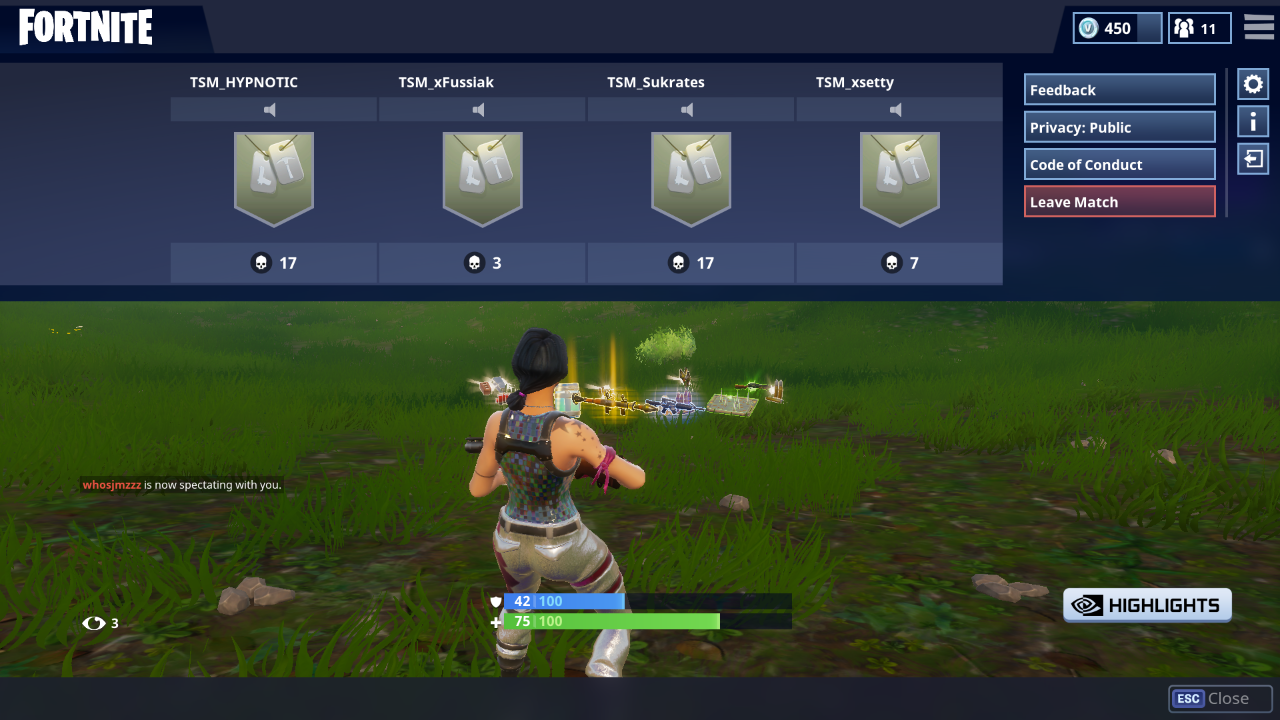 FORTNITE
450
11
TSM_HYPNOTIC
TSM_xFussiak
TSM_Sukrates
TSM_xsetty
17
3
17
7
Feedback
Privacy: Public
Code of Conduct
Leave Match
whosjmzzz is now spectating with you.
3
42 | 100
75 | 100
HIGHLIGHTS
ESC Close